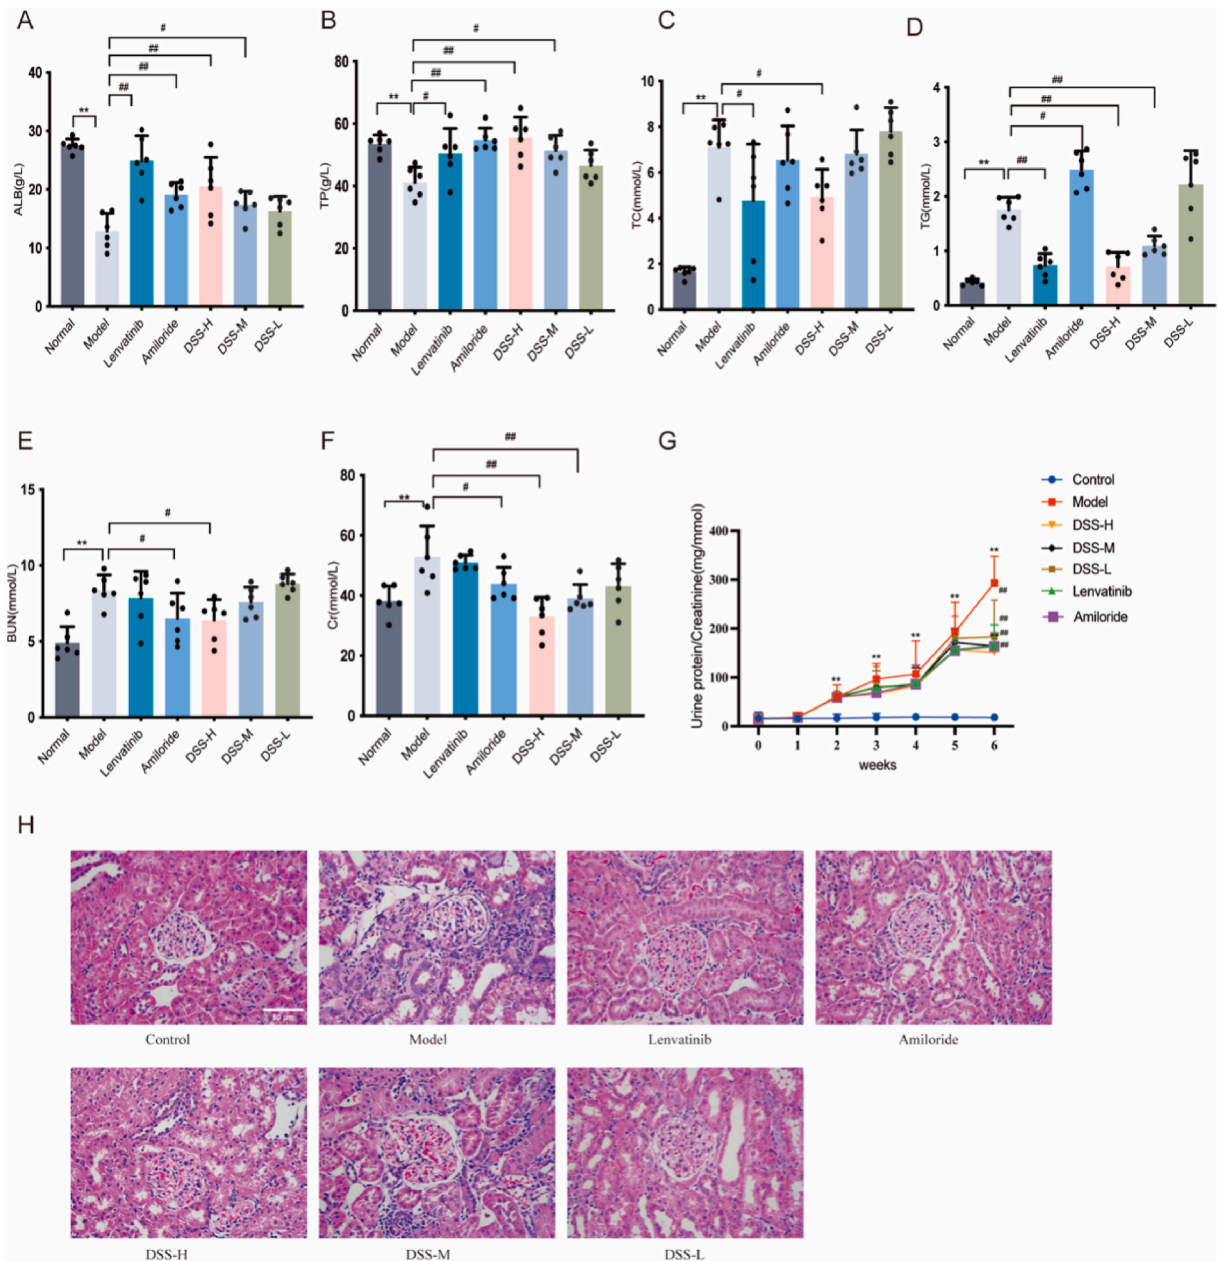 A
B
C
D
#
##
##
##
**
40
30
20
10
0
ALB(g/L)
Normal
Model
Lenvatinib
Amiloride
DSS-H
DSS-M
DSS-L
#
##
##
#
**
80
60
40
20
0
TP(g/L)
Normal
Model
Lenvatinib
Amiloride
DSS-H
DSS-M
DSS-L
#
#
**
10
8
6
4
2
0
TC(mmol/L)
Normal
Model
Lenvatinib
Amiloride
DSS-H
DSS-M
DSS-L
##
##
#
##
**
4
3
2
1
0
TG(mmol/L)
Normal
Model
Lenvatinib
Amiloride
DSS-H
DSS-M
DSS-L
E
F
G
#
#
**
15
10
5
0
BUN(mmol/L)
Normal
Model
Lenvatinib
Amiloride
DSS-H
DSS-M
DSS-L
##
##
#
**
80
60
40
20
0
Cr(mmol/L)
Normal
Model
Lenvatinib
Amiloride
DSS-H
DSS-M
DSS-L
Control
Model
DSS-H
DSS-M
DSS-L
Lenvatinib
Amiloride
400
300
200
100
0
Urine protein/Creatinine(mg/mmol)
**
**
**
**
**
##
##
##
##
0 1 2 3 4 5 6
weeks
H
50 μm
Control
Model
Lenvatinib
Amiloride
DSS-H
DSS-M
DSS-L